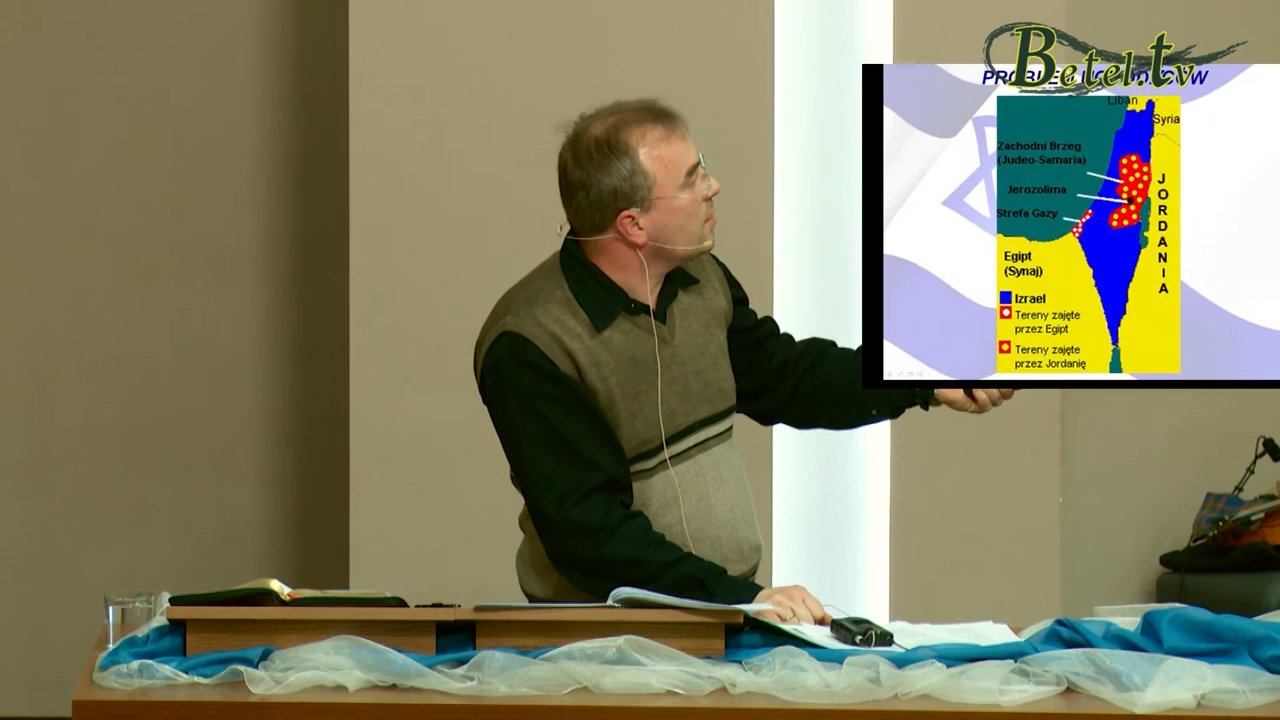 Betel.tv
Liban
Syria
Zachodni Brzeg
(Judeo-Samaria)
Jerozolima
Strefa Gazy
JORDANIA
Egipt
(Synaj)
Izrael
Tereny zajęte
przez Egipt
Tereny zajęte
przez Jordanię